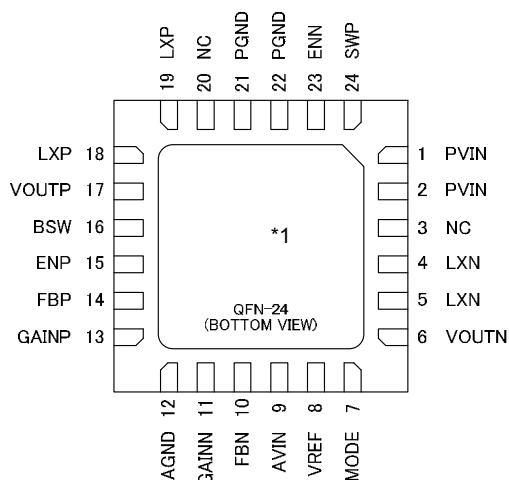 19 LXP
20 NC
21 PGND
22 PGND
23 ENN
24 SWP
LXP 18
VOUTP 17
BSW 16
ENP 15
FBP 14
GAINP 13
1 PVIN
2 PVIN
3 NC
4 LXN
5 LXN
6 VOUTN
*1
QFN-24
(BOTTOM VIEW)
AGND 12
GAINN 11
FBN 10
AVIN 9
VREF 8
MODE 7